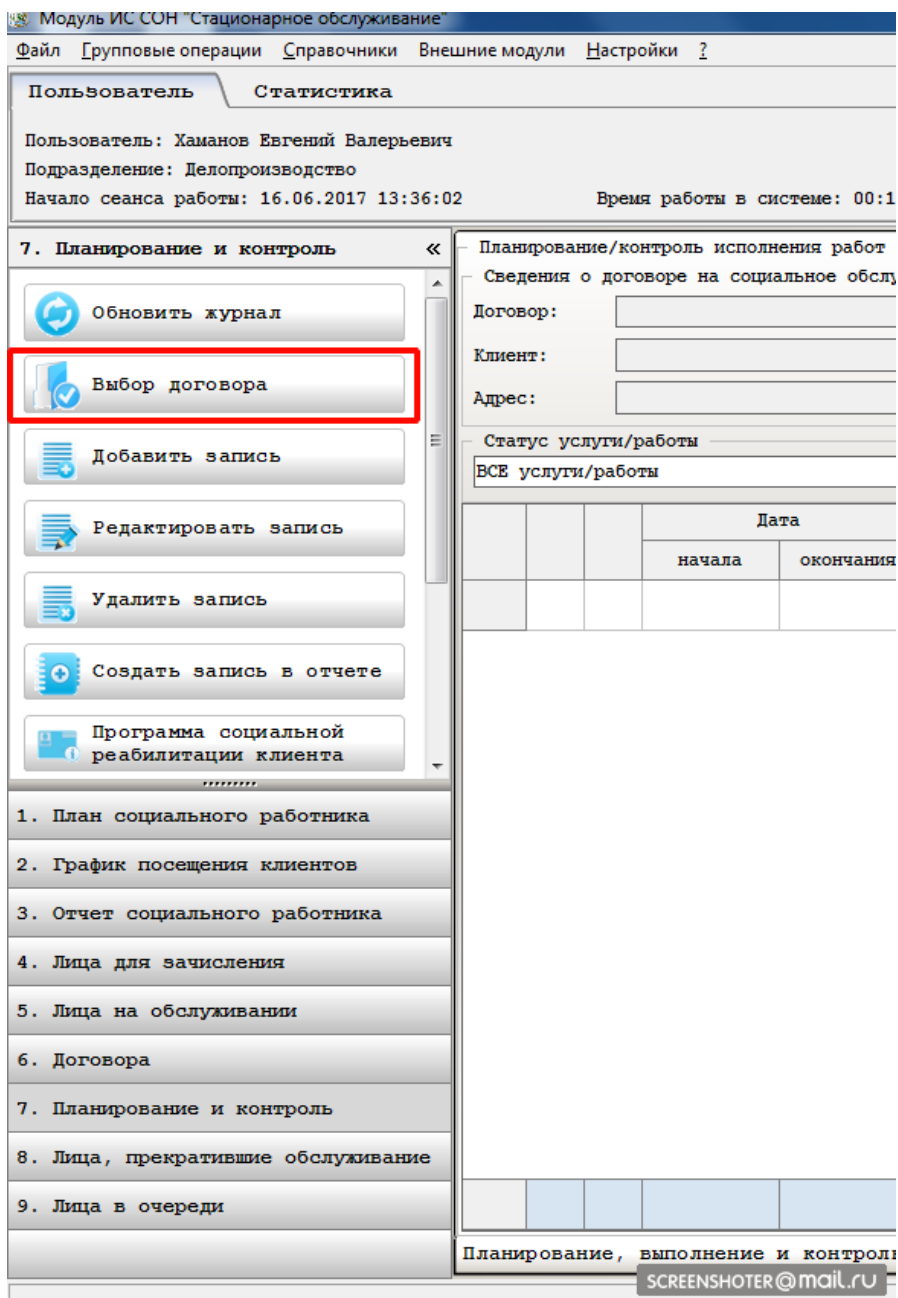 Модуль ИС СОН "Стационарное обслуживание"
Файл Групповые операции Справочники Внешние модули Настройки ?
Пользователь Статистика
Пользователь: Хаманов Евгений Валерьевич
Подразделение: Делопроизводство
Начало сеанса работы: 16.06.2017 13:36:02 Время работы в системе: 00:1
7. Планирование и контроль «
Обновить журнал
Выбор договора
Добавить запись
Редактировать запись
Удалить запись
Создать запись в отчете
Программа социальной
реабилитации клиента
1. План социального работника
2. График посещения клиентов
3. Отчет социального работника
4. Лица для зачисления
5. Лица на обслуживании
6. Договора
7. Планирование и контроль
8. Лица, прекратившие обслуживание
9. Лица в очереди
Планирование/контроль исполнения работ
Сведения о договоре на социальное обслу
Договор:
Клиент:
Адрес:
Статус услуги/работы
ВСЕ услуги/работы
Дата
начала окончания
Планирование, выполнение и контроль
SCREENSHOTER@mail.ru